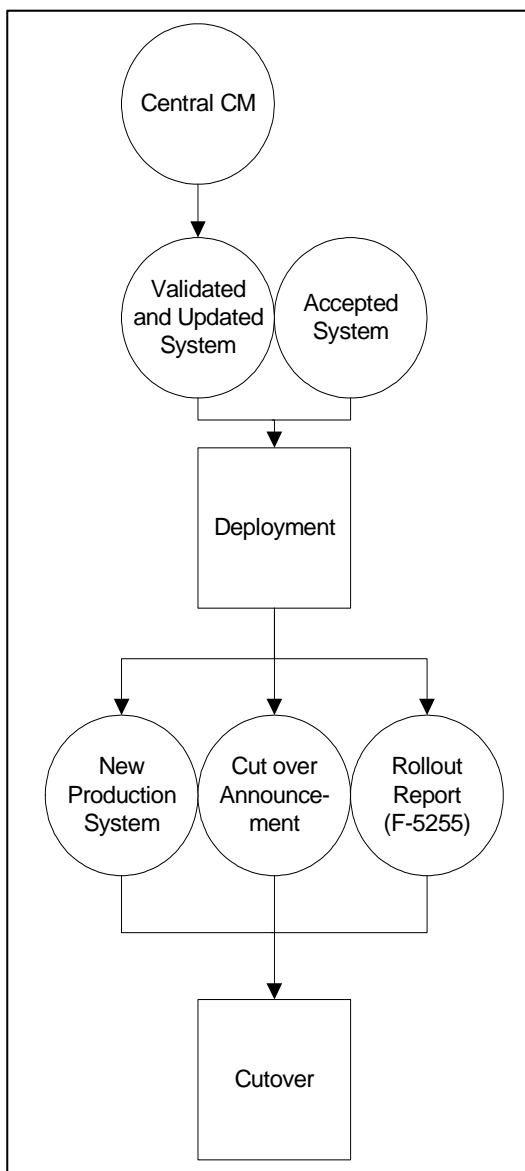 Central CM
Validated
and Updated
System
Accepted
System
Deployment
New
Production
System
Cut over
Announce-
ment
Rollout
Report
(F-5255)
Cutover